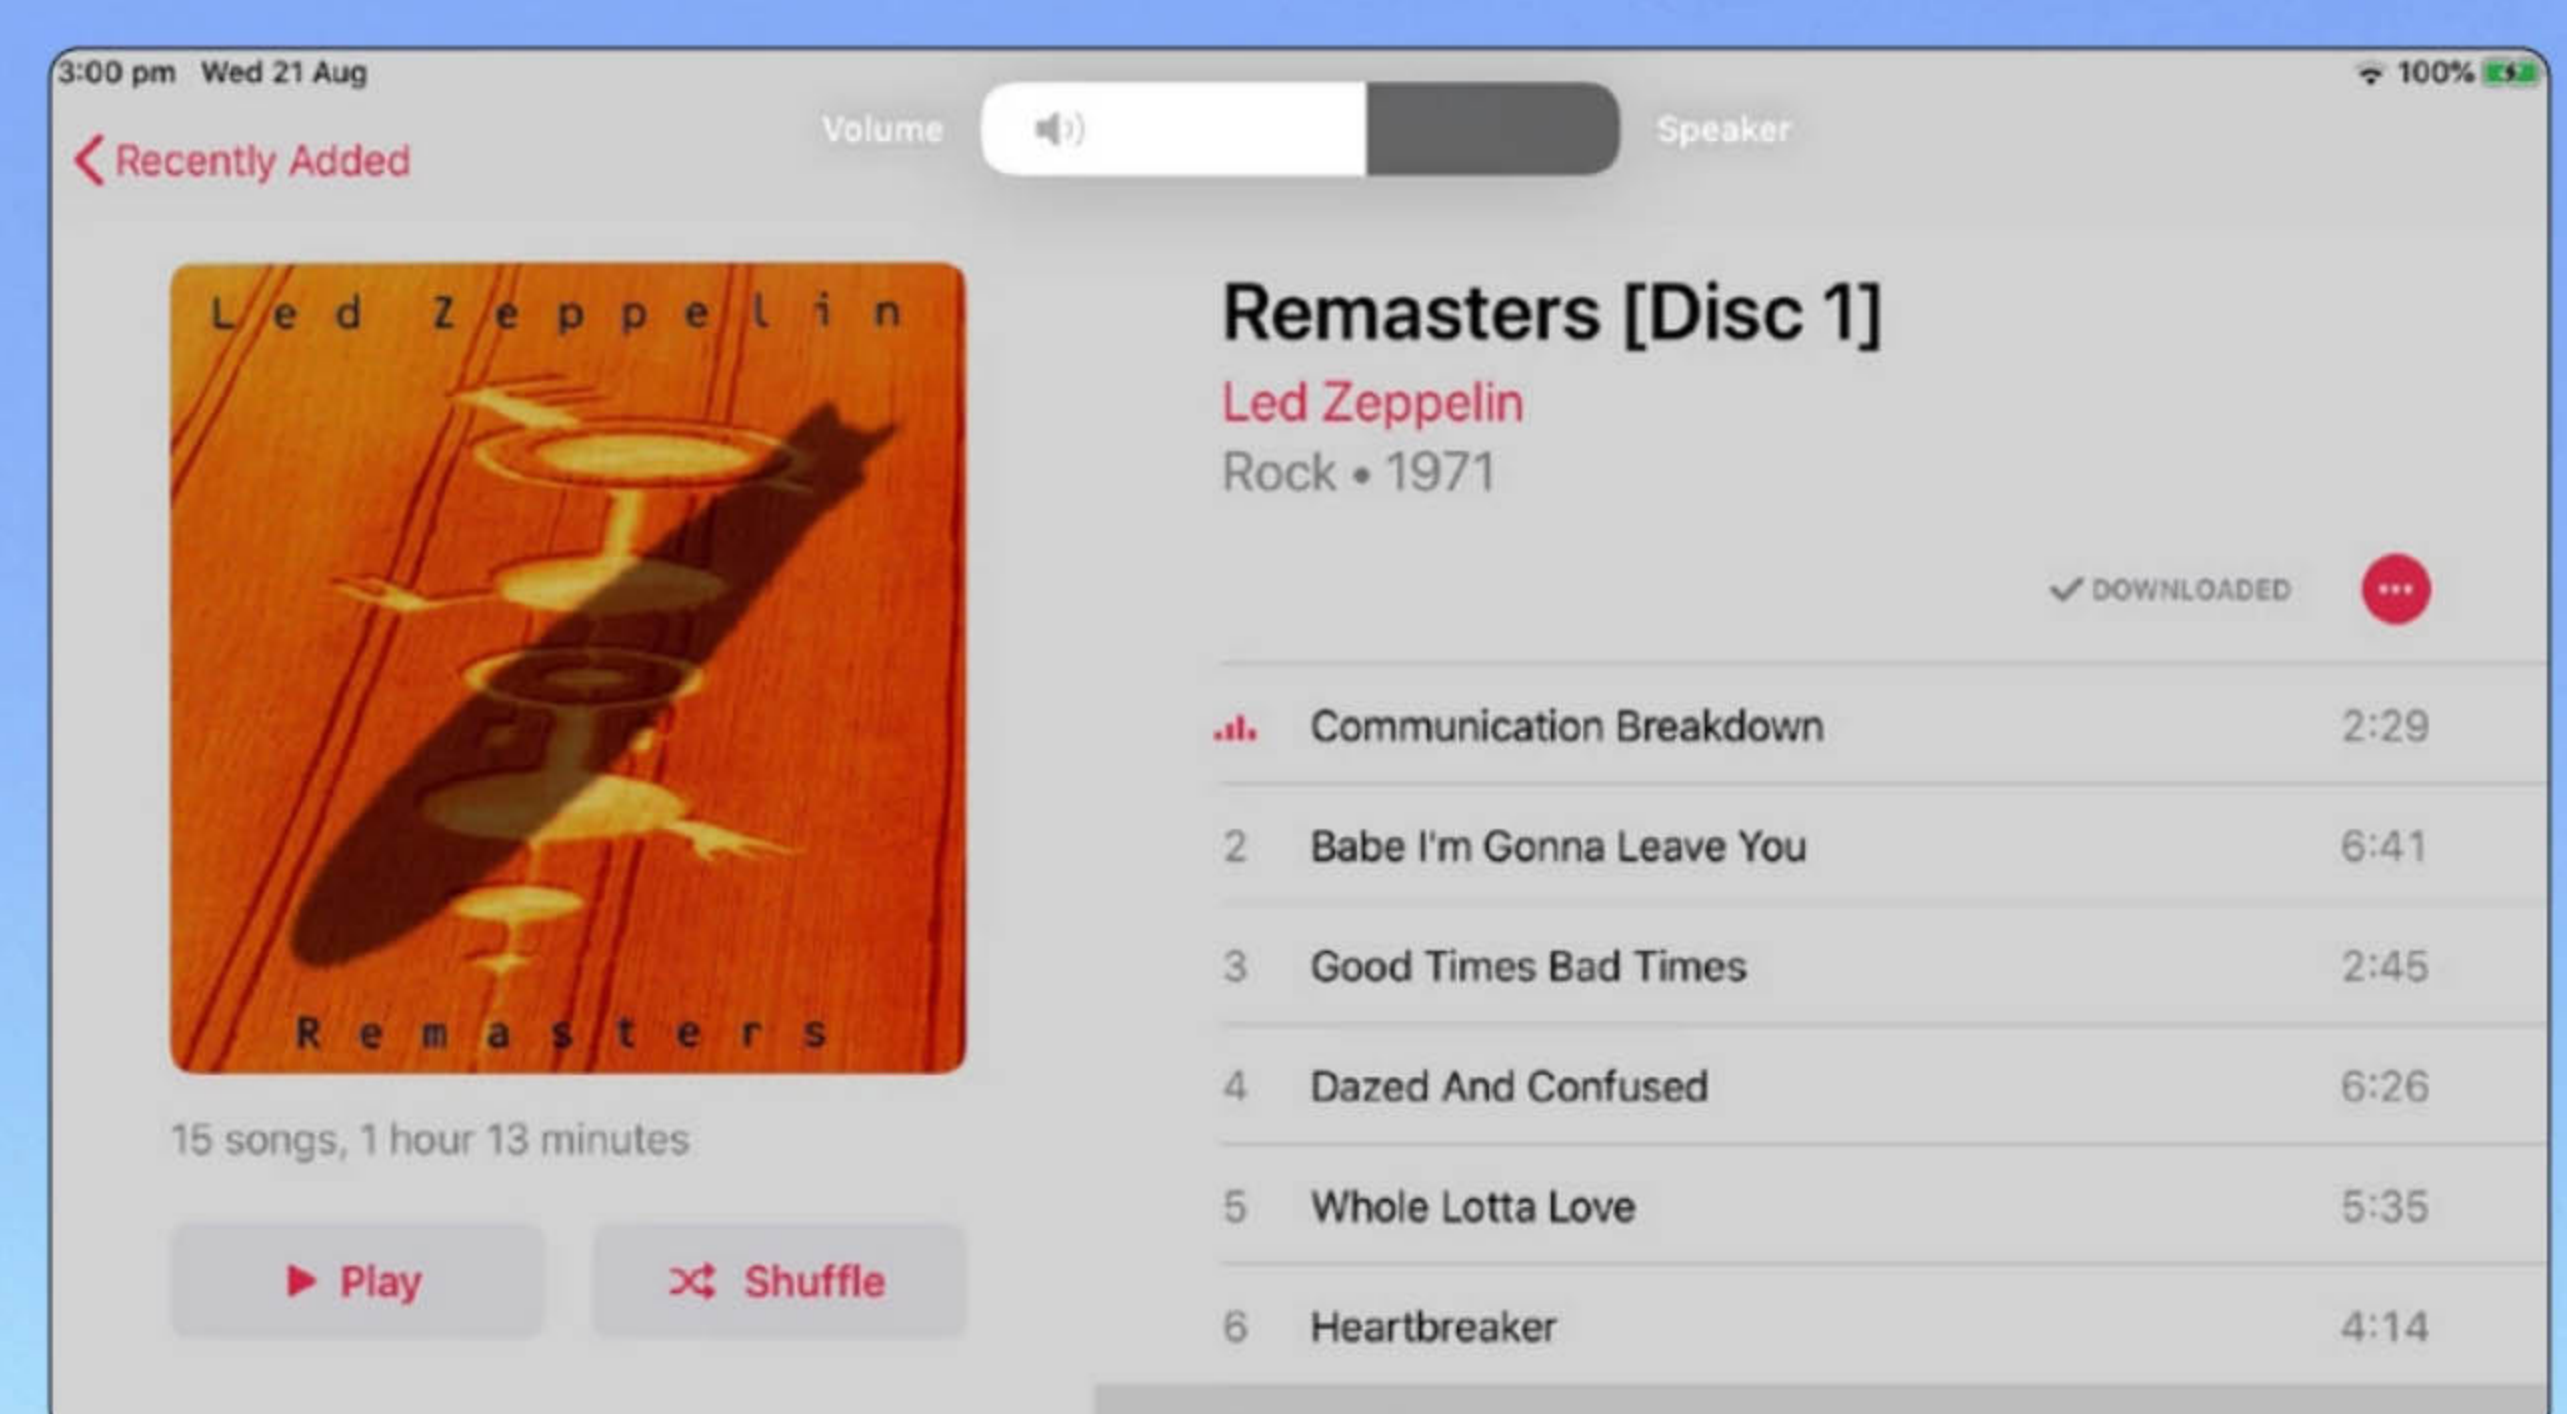 3:00 pm Wed 21 Aug
100%
Volume
Speaker
Recently Added
Led Zeppelin
Remasters
15 songs, 1 hour 13 minutes
Play
Shuffle
Remasters [Disc 1]
Led Zeppelin
Rock • 1971
DOWNLOADED
Communication Breakdown 2:29
2 Babe I'm Gonna Leave You 6:41
3 Good Times Bad Times 2:45
4 Dazed And Confused 6:26
5 Whole Lotta Love 5:35
6 Heartbreaker 4:14